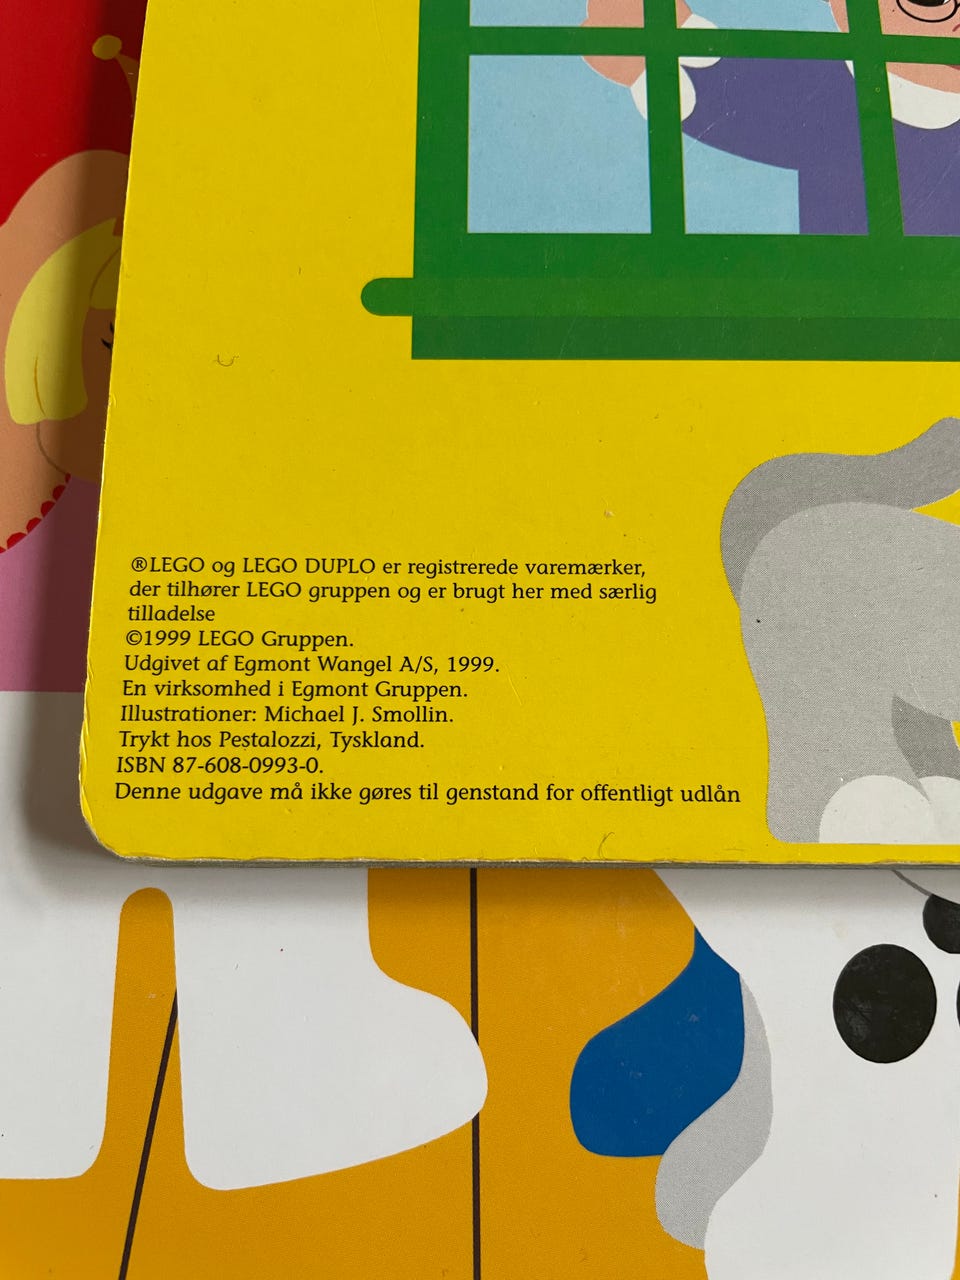 ®LEGO og LEGO DUPLO er registrerede varemærker,
der tilhører LEGO gruppen og er brugt her med særlig
tilladelse
©1999 LEGO Gruppen.
Udgivet af Egmont Wangel A/S, 1999.
En virksomhed i Egmont Gruppen.
Illustrationer: Michael J. Smollin.
Trykt hos Pestalozzi, Tyskland.
ISBN 87-608-0993-0.
Denne udgave må ikke gøres til genstand for offentligt udlån